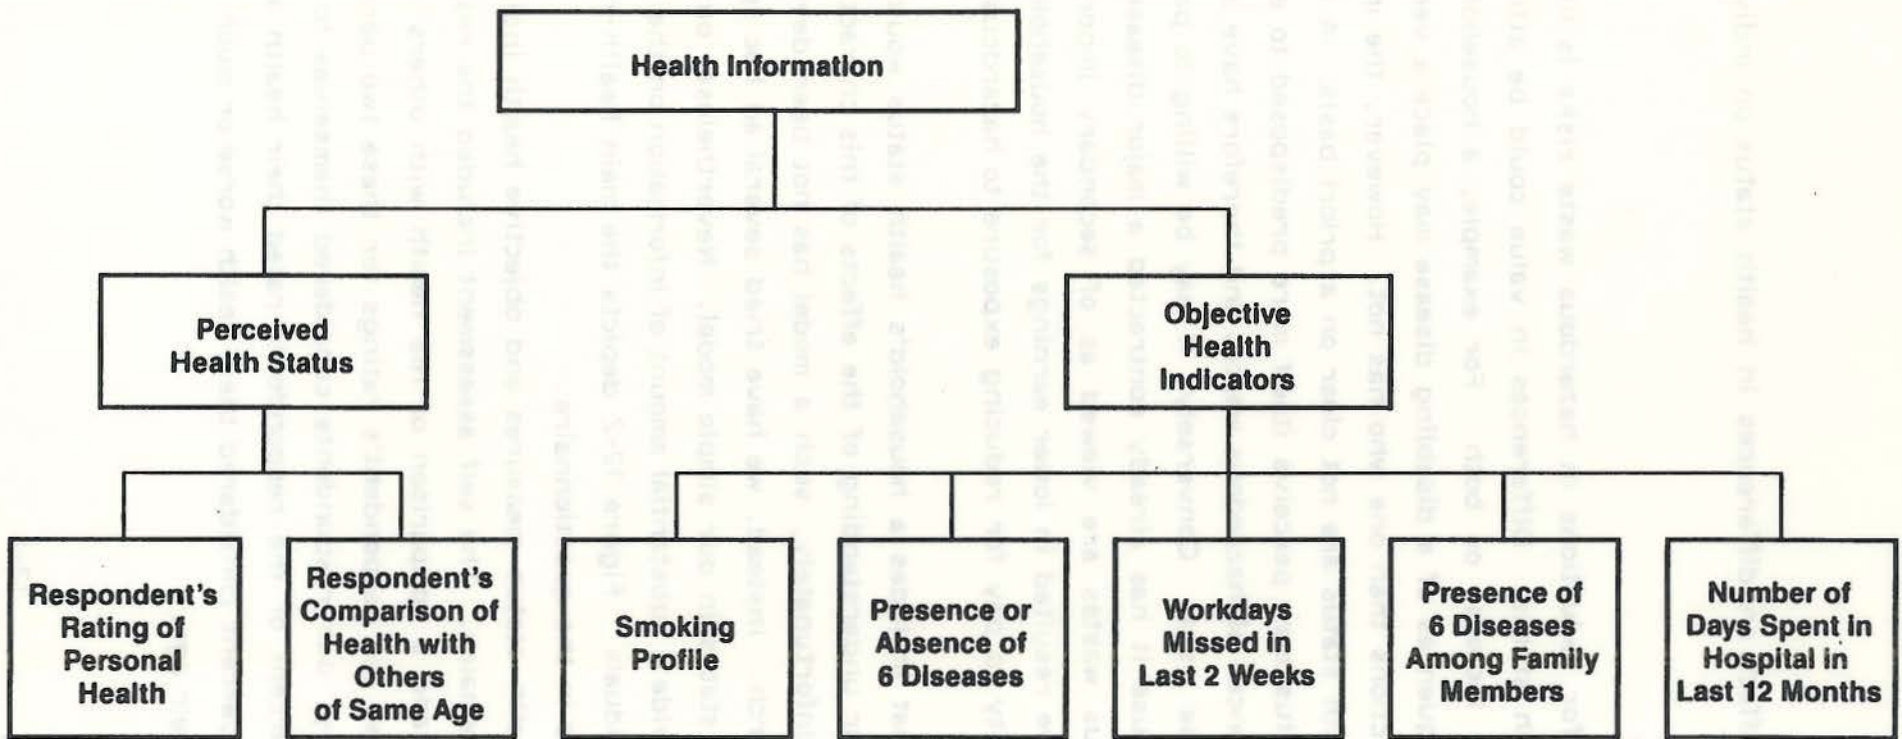 Health Information
Perceived
Health Status
Objective
Health
Indicators
Respondent's
Rating of
Personal
Health
Respondent's
Comparison of
Health with
Others
of Same Age
Smoking
Profile
Presence or
Absence of
6 Diseases
Workdays
Missed in
Last 2 Weeks
Presence of
6 Diseases
Among Family
Members
Number of
Days Spent in
Hospital in
Last 12 Months